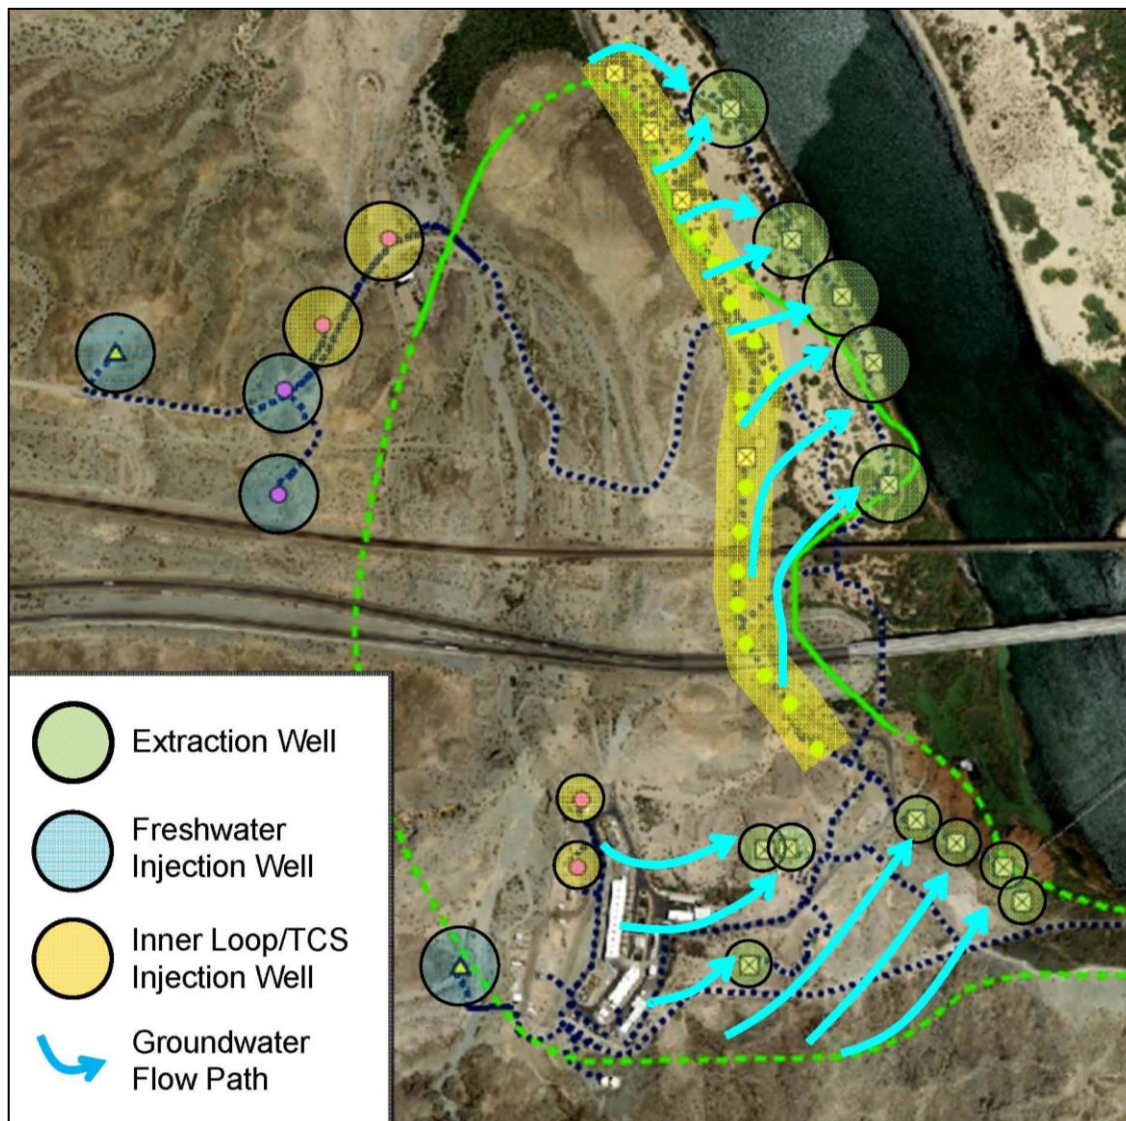 Extraction Well
Freshwater
Injection Well
Inner Loop/TCS
Injection Well
Groundwater
Flow Path